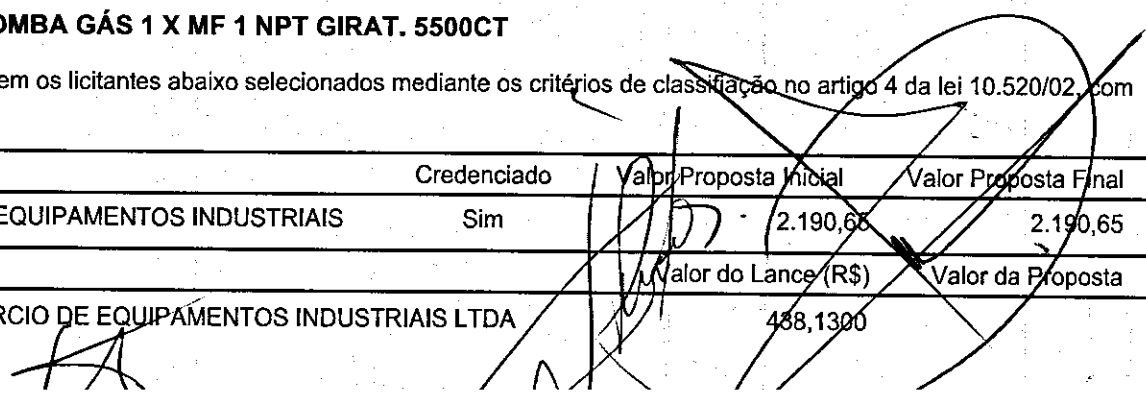 OMBA GÁS 1 X MF 1 NPT GIRAT. 5500CT
em os licitantes abaixo selecionados mediante os critérios de classifiação no artigo 4 da lei 10.520/02, com
Credenciado Valor Proposta Inicial Valor Proposta Final
EQUIPAMENTOS INDUSTRIAIS Sim 2.190,65 2.190,65
Valor do Lance (R$) Valor da Proposta
RCIO DE EQUIPAMENTOS INDUSTRIAIS LTDA 438,1300